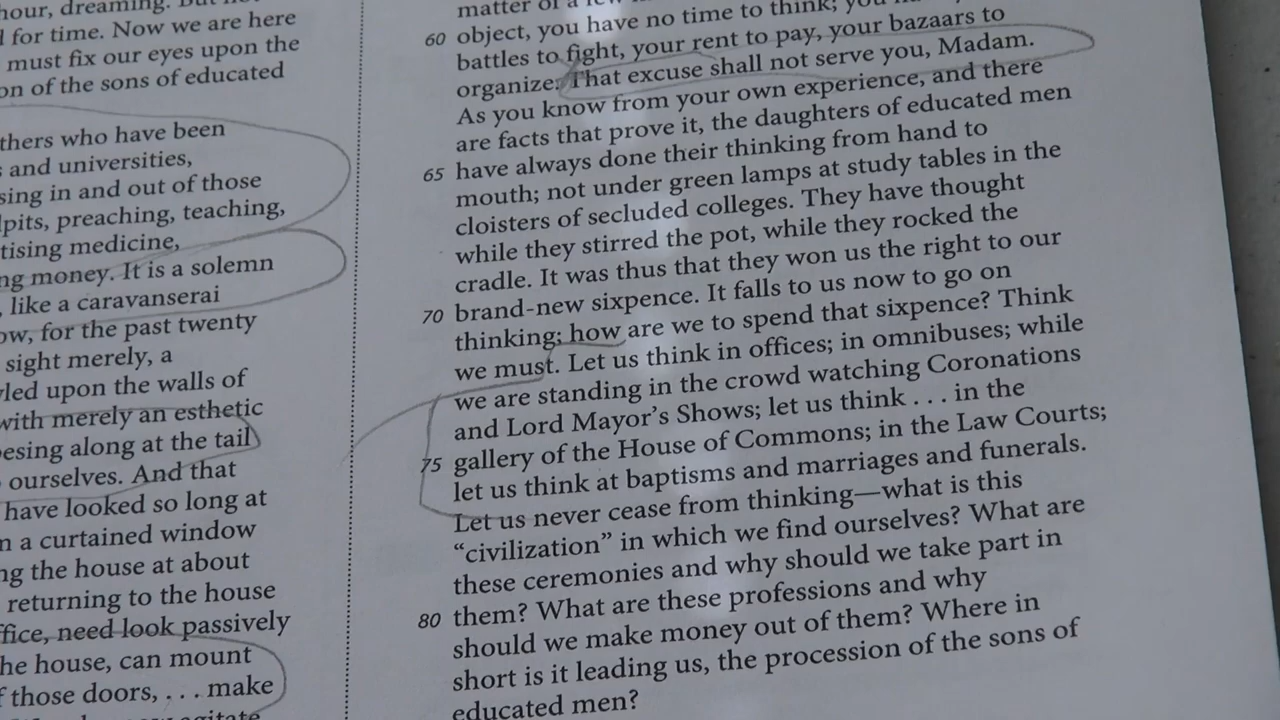 hour, dreaming. But
for time. Now we are here
must fix our eyes upon the
on of the sons of educated
thers who have been
and universities,
sing in and out of those
lpits, preaching, teaching,
tising medicine,
ng money. It is a solemn
, like a caravanserai
ow, for the past twenty
sight merely, a
led upon the walls of
with merely an esthetic
esing along at the tail
ourselves. And that
have looked so long at
n a curtained window
ng the house at about
returning to the house
ffice, need look passively
he house, can mount
f those doors, . . . make
agitate
matter of a
60 object, you have no time to think; you
battles to fight, your rent to pay, your bazaars to
organize. That excuse shall not serve you, Madam.
As you know from your own experience, and there
are facts that prove it, the daughters of educated men
65 have always done their thinking from hand to
mouth; not under green lamps at study tables in the
cloisters of secluded colleges. They have thought
while they stirred the pot, while they rocked the
cradle. It was thus that they won us the right to our
70 brand-new sixpence. It falls to us now to go on
thinking; how are we to spend that sixpence? Think
we must. Let us think in offices; in omnibuses; while
we are standing in the crowd watching Coronations
and Lord Mayor’s Shows; let us think . . . in the
75 gallery of the House of Commons; in the Law Courts;
let us think at baptisms and marriages and funerals.
Let us never cease from thinking—what is this
“civilization” in which we find ourselves? What are
these ceremonies and why should we take part in
80 them? What are these professions and why
should we make money out of them? Where in
short is it leading us, the procession of the sons of
educated men?